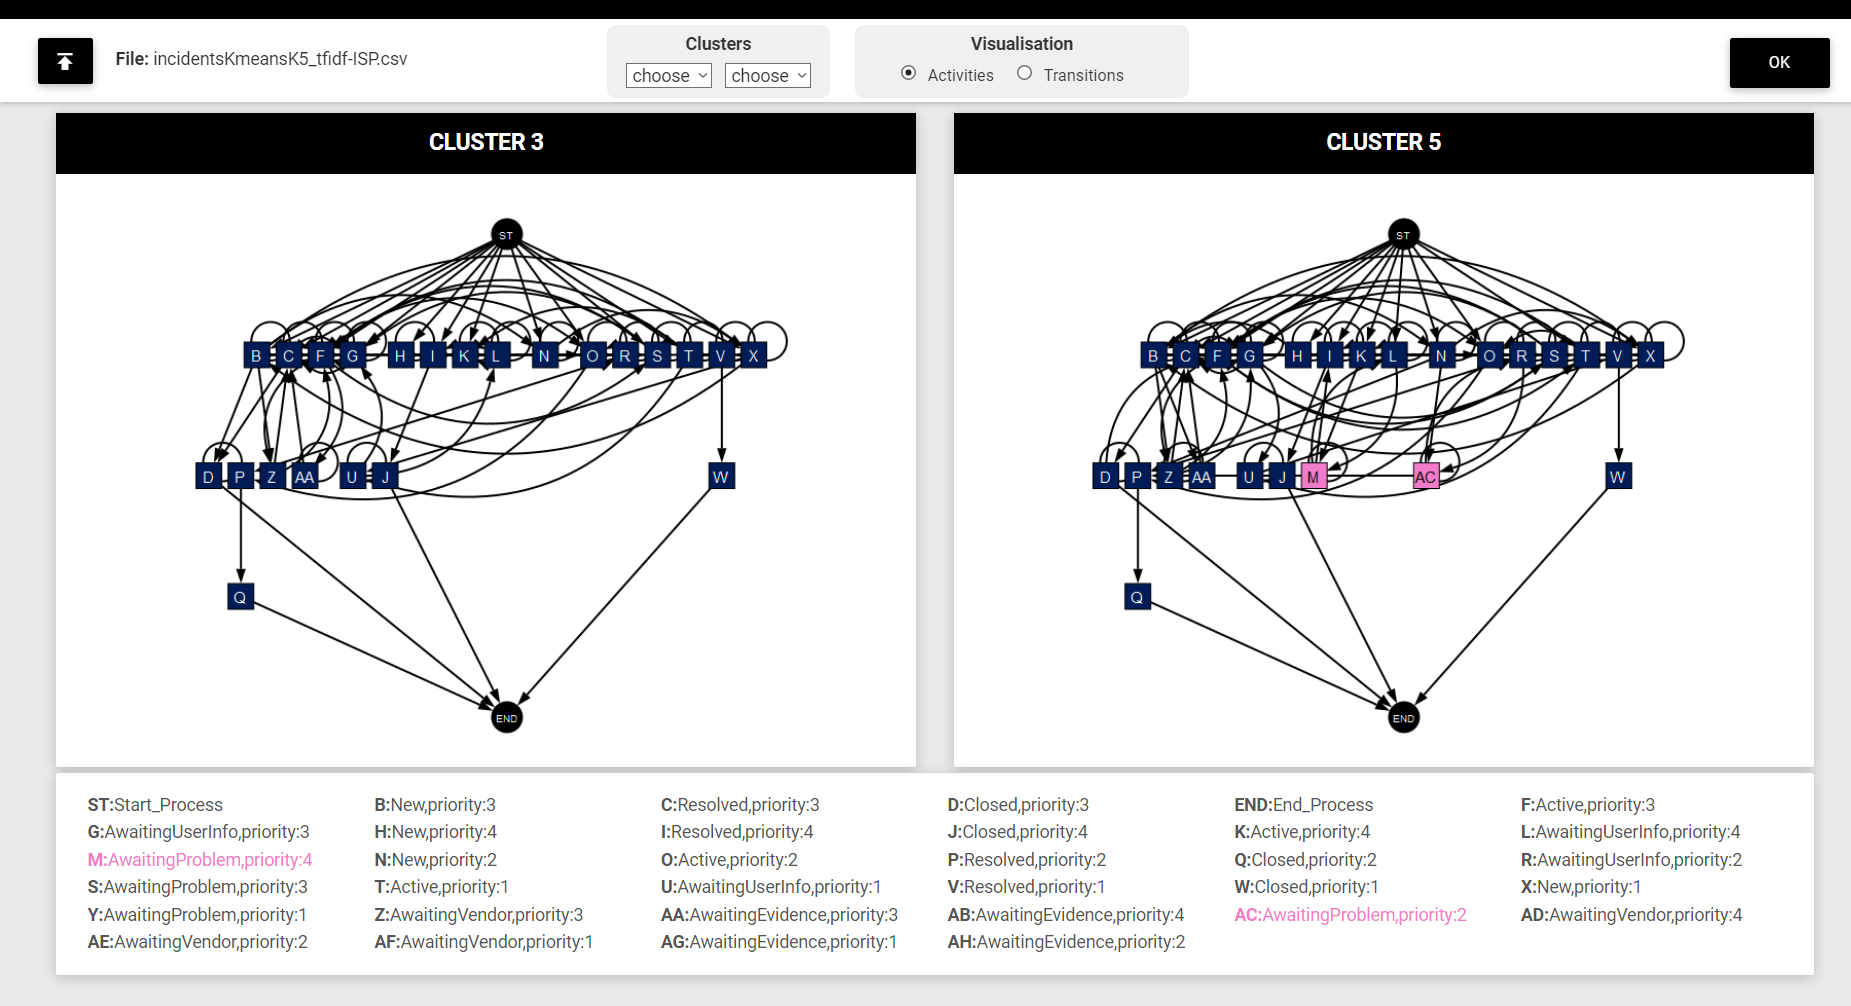 File: incidentsKmeansK5_tfidf-ISP.csv
Clusters
choose choose
Visualisation
Activities Transitions
OK
CLUSTER 3
ST
B C F G H I K L N O R S T V X
D P Z AA U J W
Q
END
CLUSTER 5
ST
B C F G H I K L N O R S T V X
D P Z AA U J M AC W
Q
END
ST:Start_Process B:New,priority:3 C:Resolved,priority:3 D:Closed,priority:3 END:End_Process F:Active,priority:3
G:AwaitingUserInfo,priority:3 H:New,priority:4 I:Resolved,priority:4 J:Closed,priority:4 K:Active,priority:4 L:AwaitingUserInfo,priority:4
M:AwaitingProblem,priority:4 N:New,priority:2 O:Active,priority:2 P:Resolved,priority:2 Q:Closed,priority:2 R:AwaitingUserInfo,priority:2
S:AwaitingProblem,priority:3 T:Active,priority:1 U:AwaitingUserInfo,priority:1 V:Resolved,priority:1 W:Closed,priority:1 X:New,priority:1
Y:AwaitingProblem,priority:1 Z:AwaitingVendor,priority:3 AA:AwaitingEvidence,priority:3 AB:AwaitingEvidence,priority:4 AC:AwaitingProblem,priority:2 AD:AwaitingVendor,priority:4
AE:AwaitingVendor,priority:2 AF:AwaitingVendor,priority:1 AG:AwaitingEvidence,priority:1 AH:AwaitingEvidence,priority:2